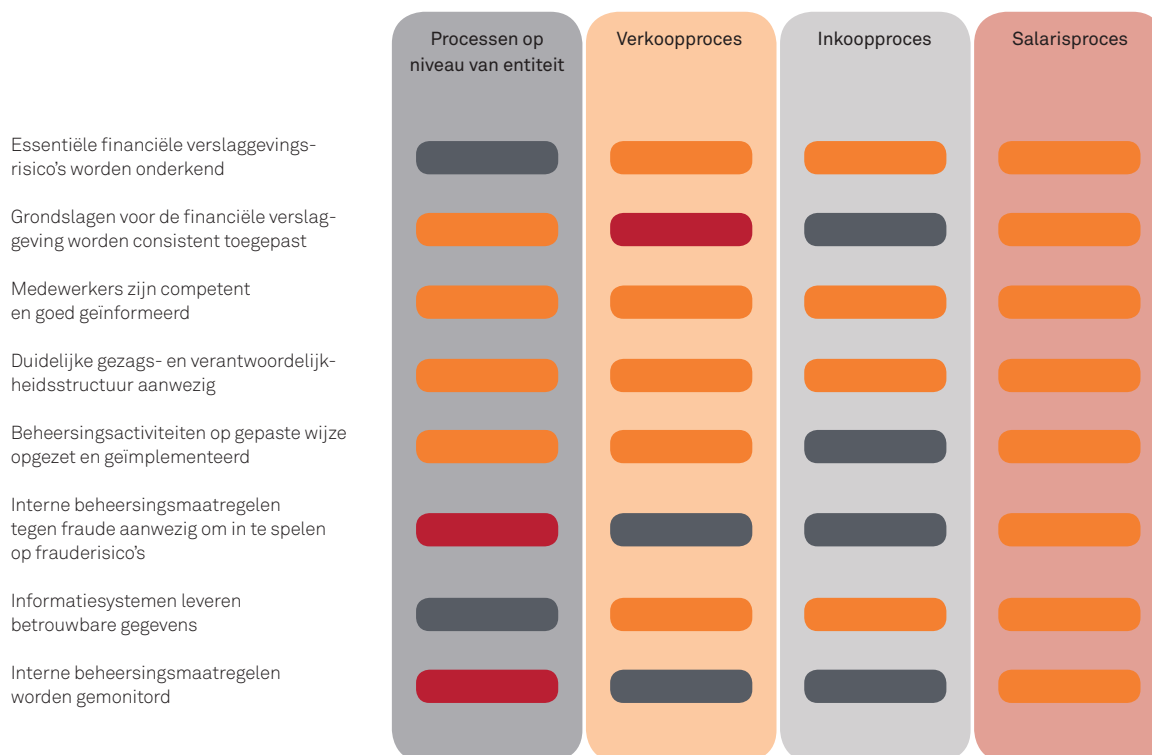 Processen op
niveau van entiteit
Verkoopproces
Inkoopproces
Salarisproces
Essentiële financiële verslaggevings-
risico’s worden onderkend
Grondslagen voor de financiële verslag-
geving worden consistent toegepast
Medewerkers zijn competent
en goed geïnformeerd
Duidelijke gezags- en verantwoordelijk-
heidsstructuur aanwezig
Beheersingsactiviteiten op gepaste wijze
opgezet en geïmplementeerd
Interne beheersingsmaatregelen
tegen fraude aanwezig om in te spelen
op frauderisico’s
Informatiesystemen leveren
betrouwbare gegevens
Interne beheersingsmaatregelen
worden gemonitord